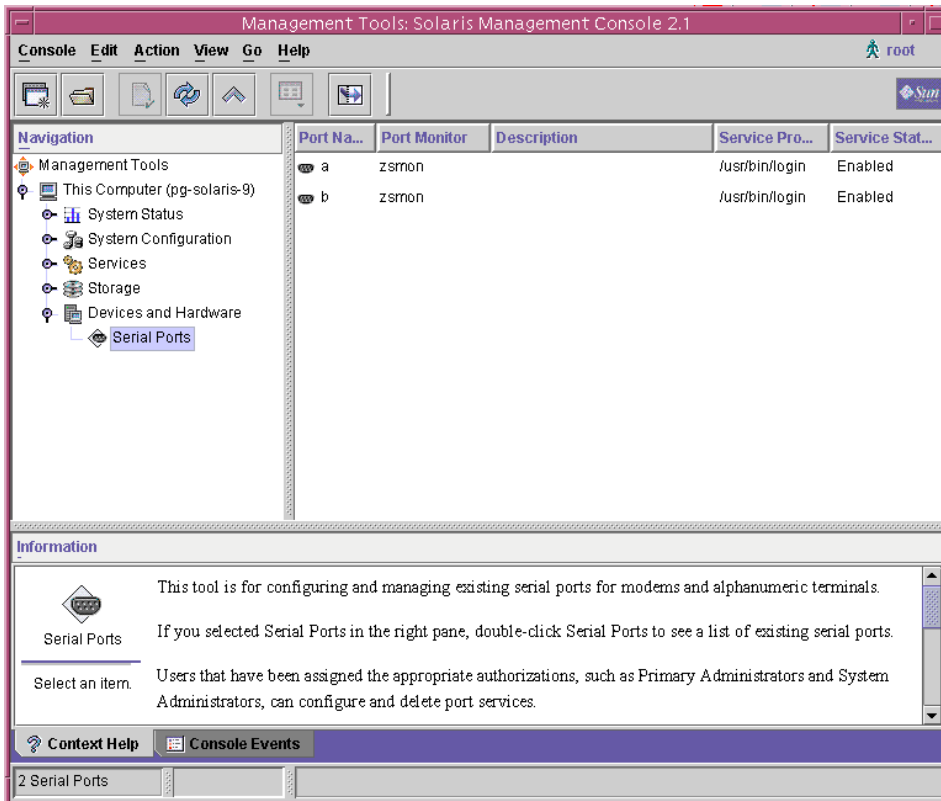 Management Tools: Solaris Management Console 2.1
Console Edit Action View Go Help
root
Sun
Navigation
Management Tools
This Computer (pg-solaris-9)
System Status
System Configuration
Services
Storage
Devices and Hardware
Serial Ports
Port Na... Port Monitor Description Service Pro... Service Stat...
a zsmon /usr/bin/login Enabled
b zsmon /usr/bin/login Enabled
Information
Serial Ports
Select an item.
This tool is for configuring and managing existing serial ports for modems and alphanumeric terminals.
If you selected Serial Ports in the right pane, double-click Serial Ports to see a list of existing serial ports.
Users that have been assigned the appropriate authorizations, such as Primary Administrators and System
Administrators, can configure and delete port services.
Context Help Console Events
2 Serial Ports